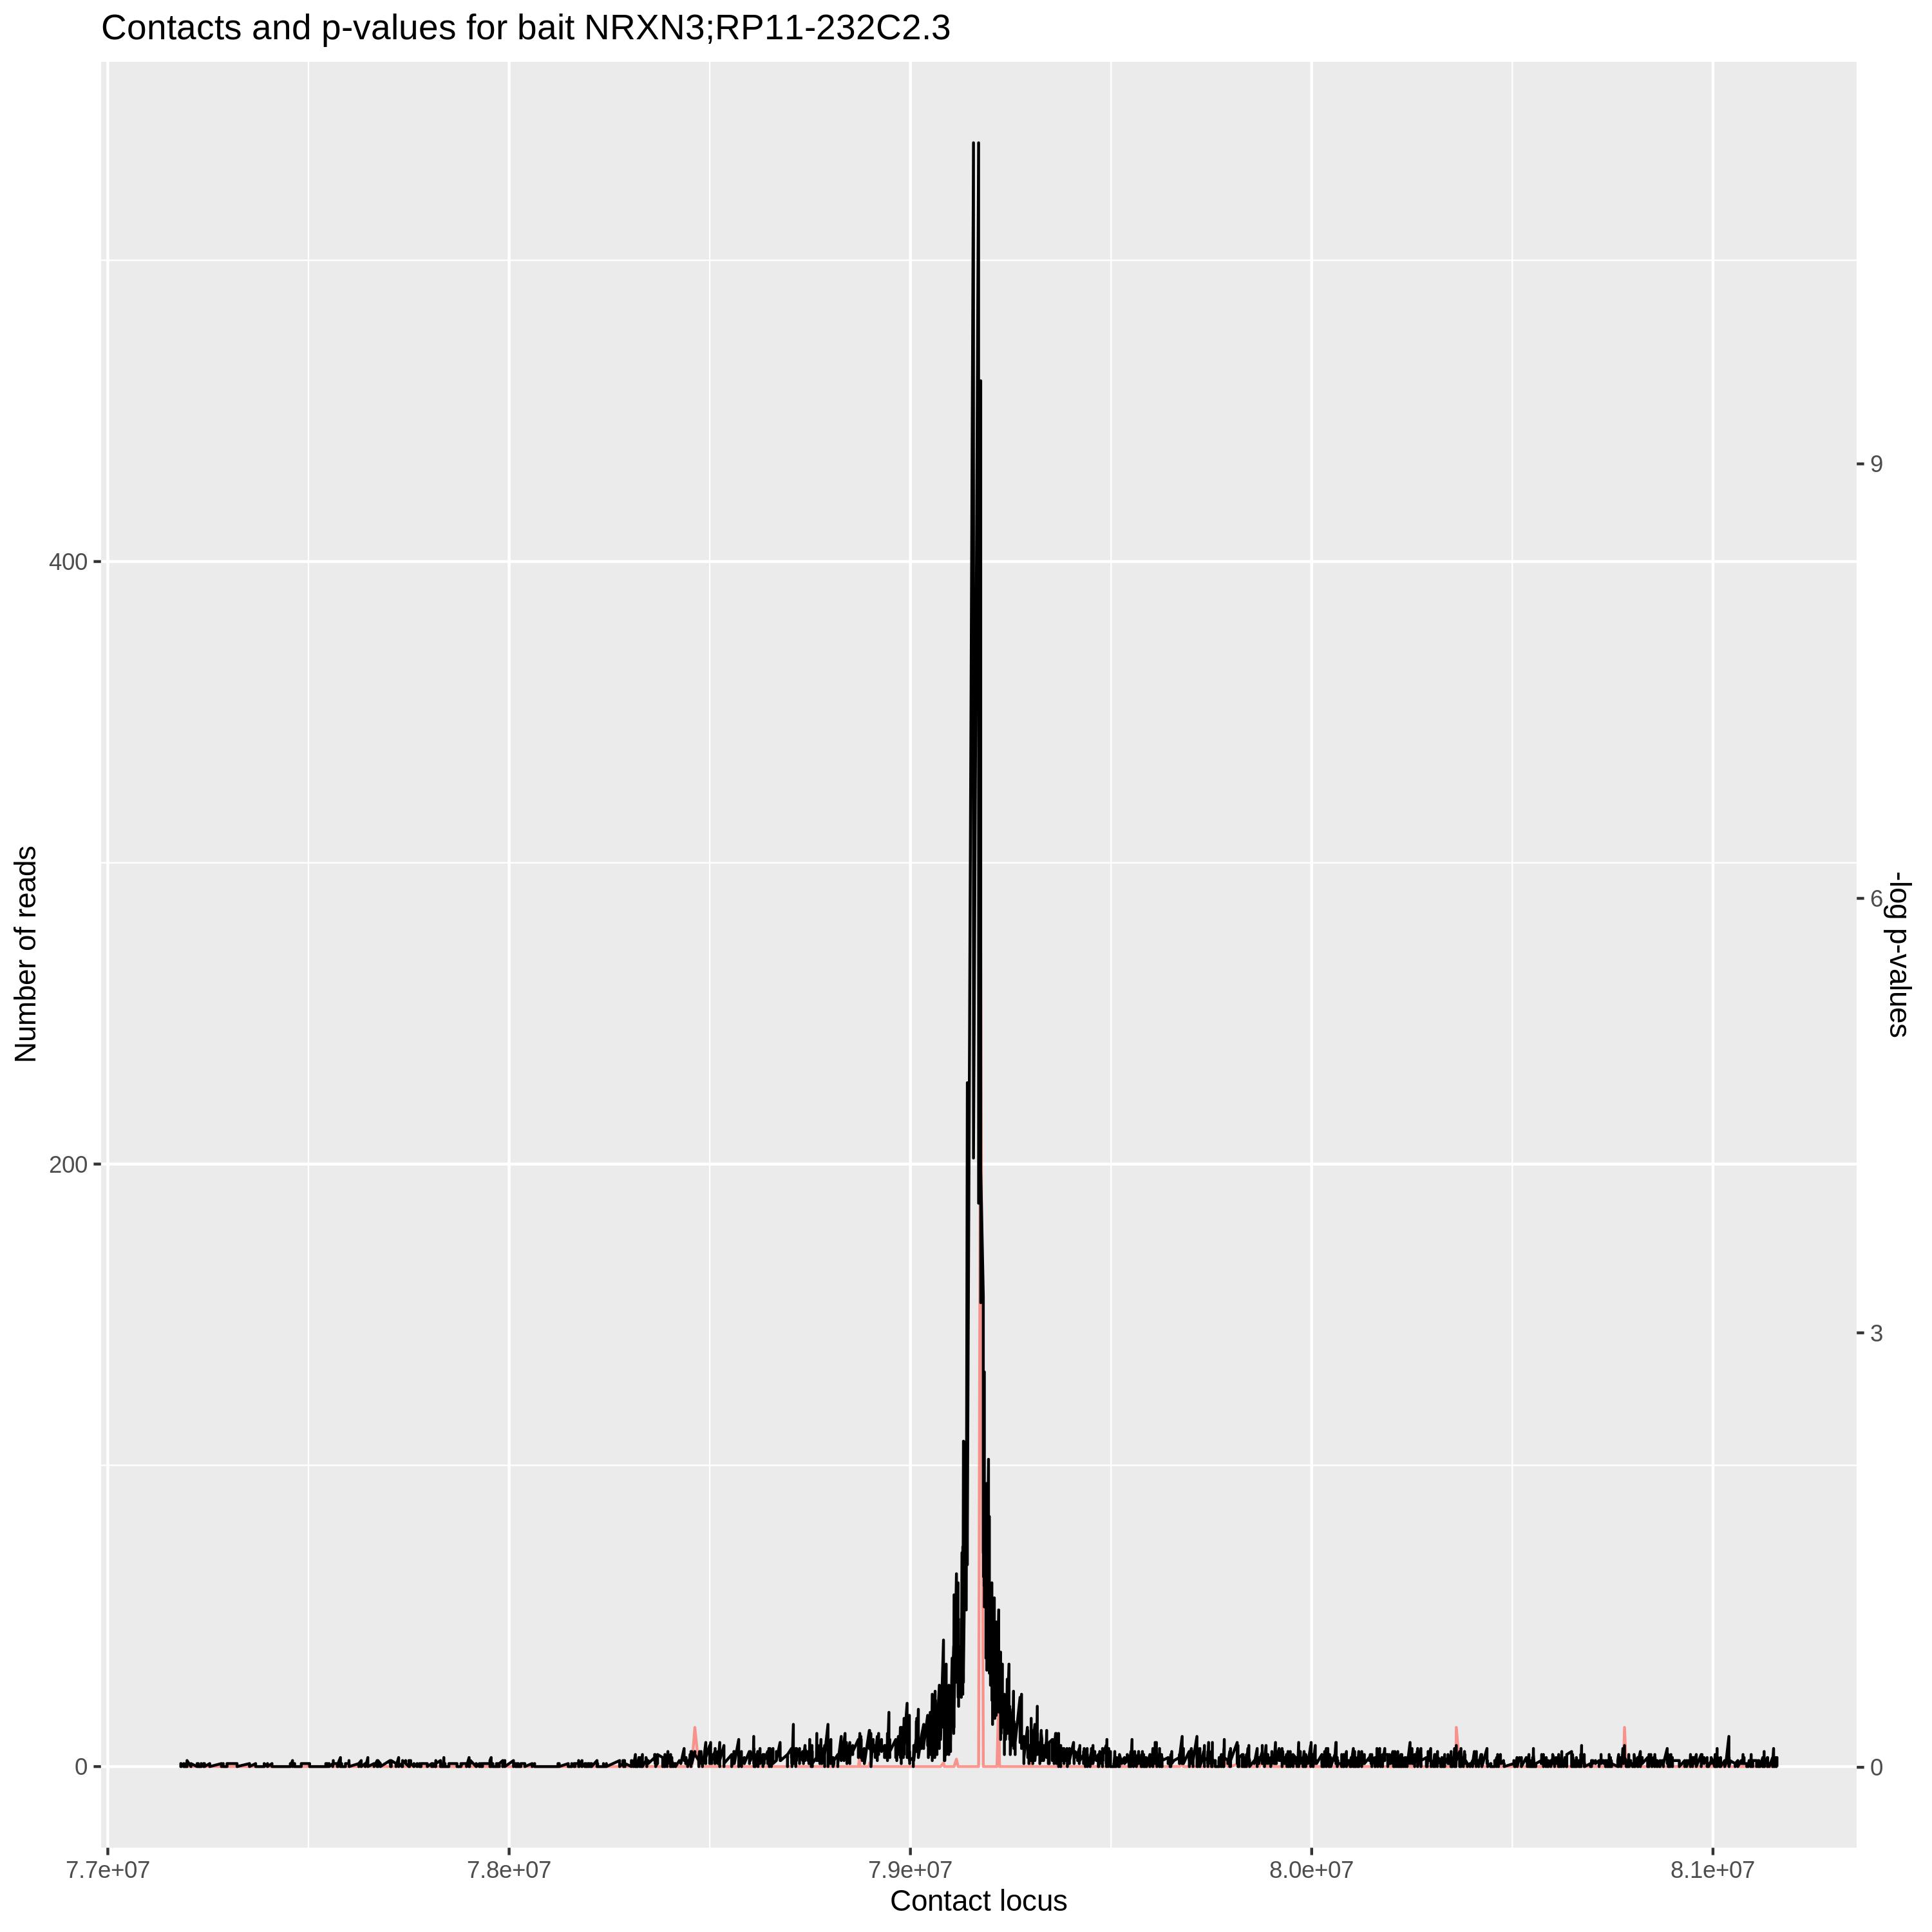 Contacts and p-values for bait NRXN3;RP11-232C2.3
Number of reads
400
200
0
9
6
3
0
-log p-values
7.7e+07
7.8e+07
7.9e+07
8.0e+07
8.1e+07
Contact locus